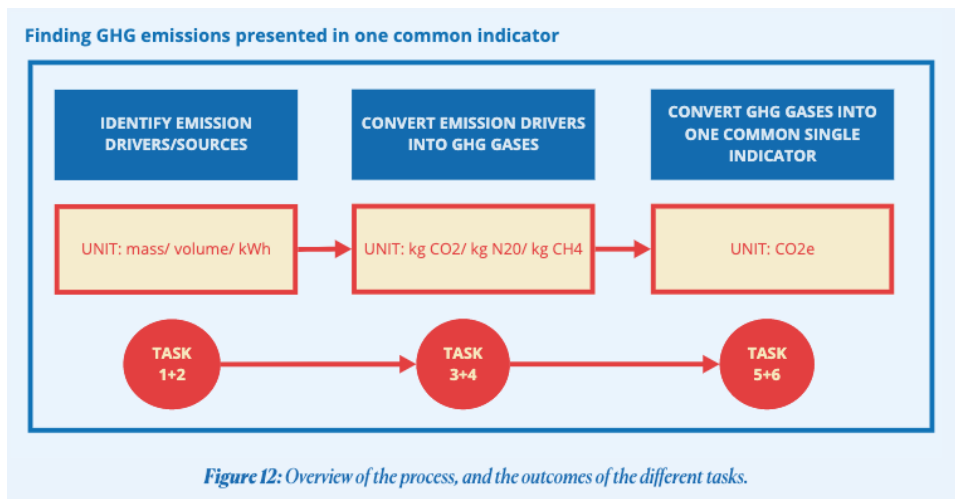 Finding GHG emissions presented in one common indicator
IDENTIFY EMISSION
DRIVERS/SOURCES
CONVERT EMISSION DRIVERS
INTO GHG GASES
CONVERT GHG GASES INTO
ONE COMMON SINGLE
INDICATOR
UNIT: mass/ volume/ kWh
UNIT: kg CO2/ kg N20/ kg CH4
UNIT: CO2e
TASK
1+2
TASK
3+4
TASK
5+6
Figure 12: Overview of the process, and the outcomes of the different tasks.